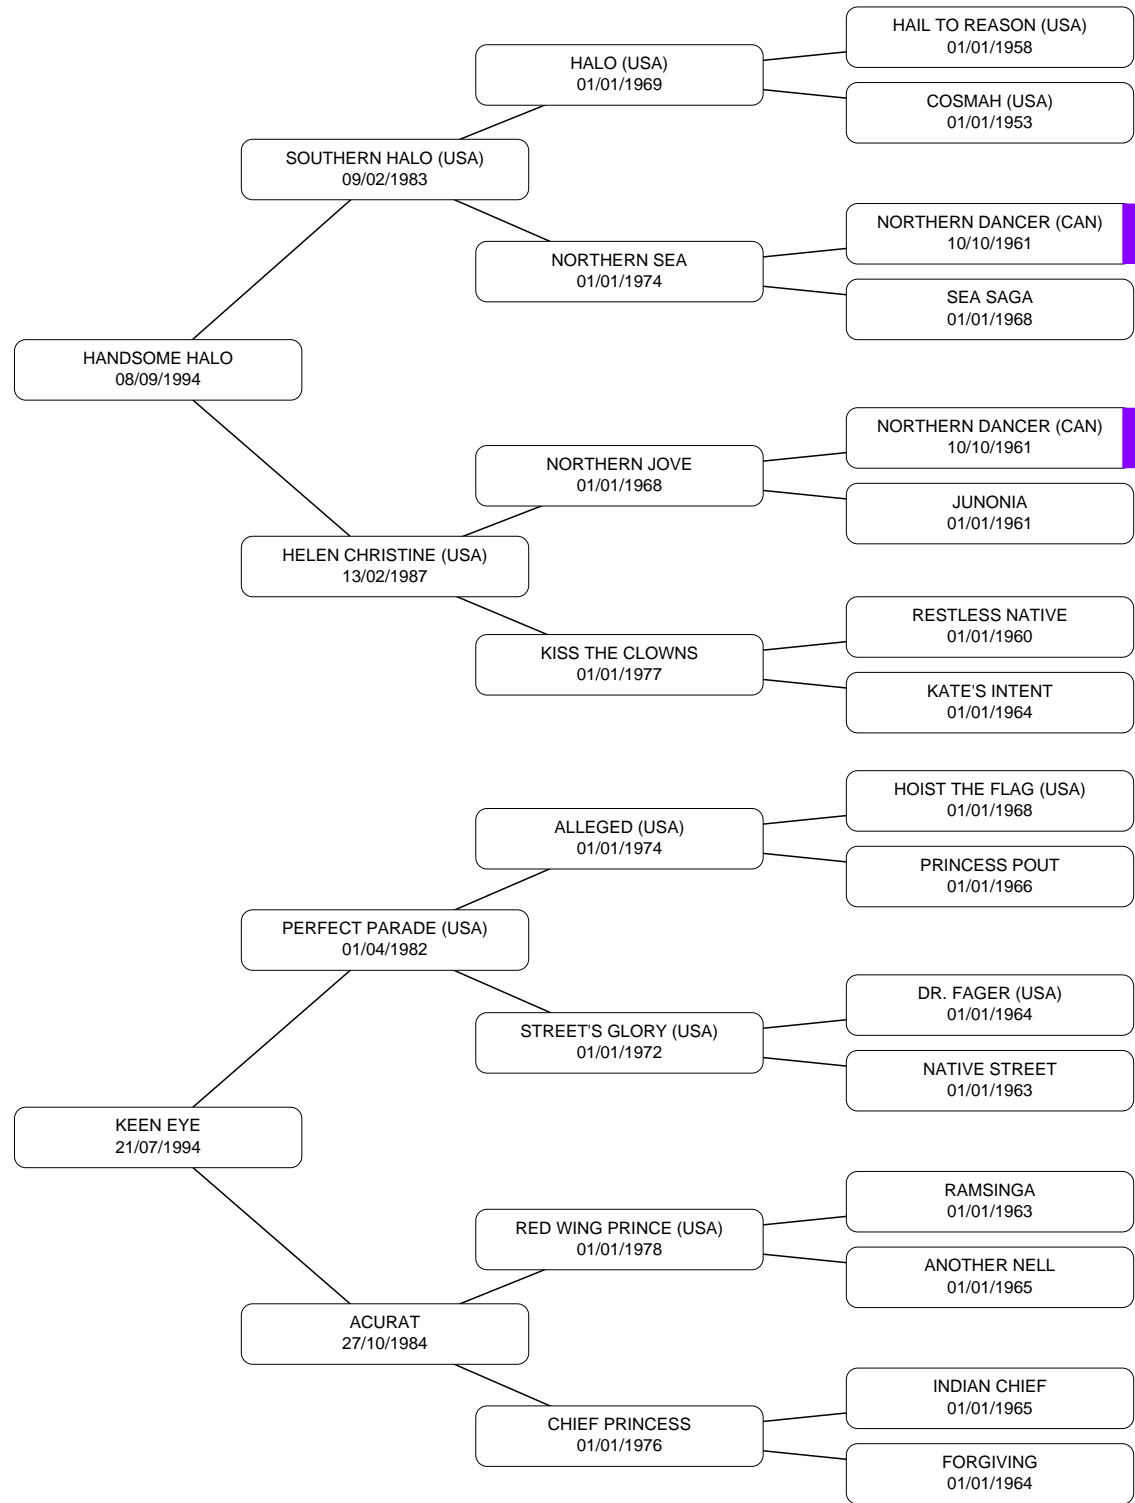 HAIL TO REASON (USA)
01/01/1958
HALO (USA)
01/01/1969
COSMAH (USA)
01/01/1953
SOUTHERN HALO (USA)
09/02/1983
NORTHERN DANCER (CAN)
10/10/1961
NORTHERN SEA
01/01/1974
SEA SAGA
01/01/1968
HANDSOME HALO
08/09/1994
NORTHERN DANCER (CAN)
10/10/1961
NORTHERN JOVE
01/01/1968
JUNONIA
01/01/1961
HELEN CHRISTINE (USA)
13/02/1987
RESTLESS NATIVE
01/01/1960
KISS THE CLOWNS
01/01/1977
KATE'S INTENT
01/01/1964
HOIST THE FLAG (USA)
01/01/1968
ALLEGED (USA)
01/01/1974
PRINCESS POUT
01/01/1966
PERFECT PARADE (USA)
01/04/1982
DR. FAGER (USA)
01/01/1964
STREET'S GLORY (USA)
01/01/1972
NATIVE STREET
01/01/1963
KEEN EYE
21/07/1994
RAMSINGA
01/01/1963
RED WING PRINCE (USA)
01/01/1978
ANOTHER NELL
01/01/1965
ACURAT
27/10/1984
INDIAN CHIEF
01/01/1965
CHIEF PRINCESS
01/01/1976
FORGIVING
01/01/1964